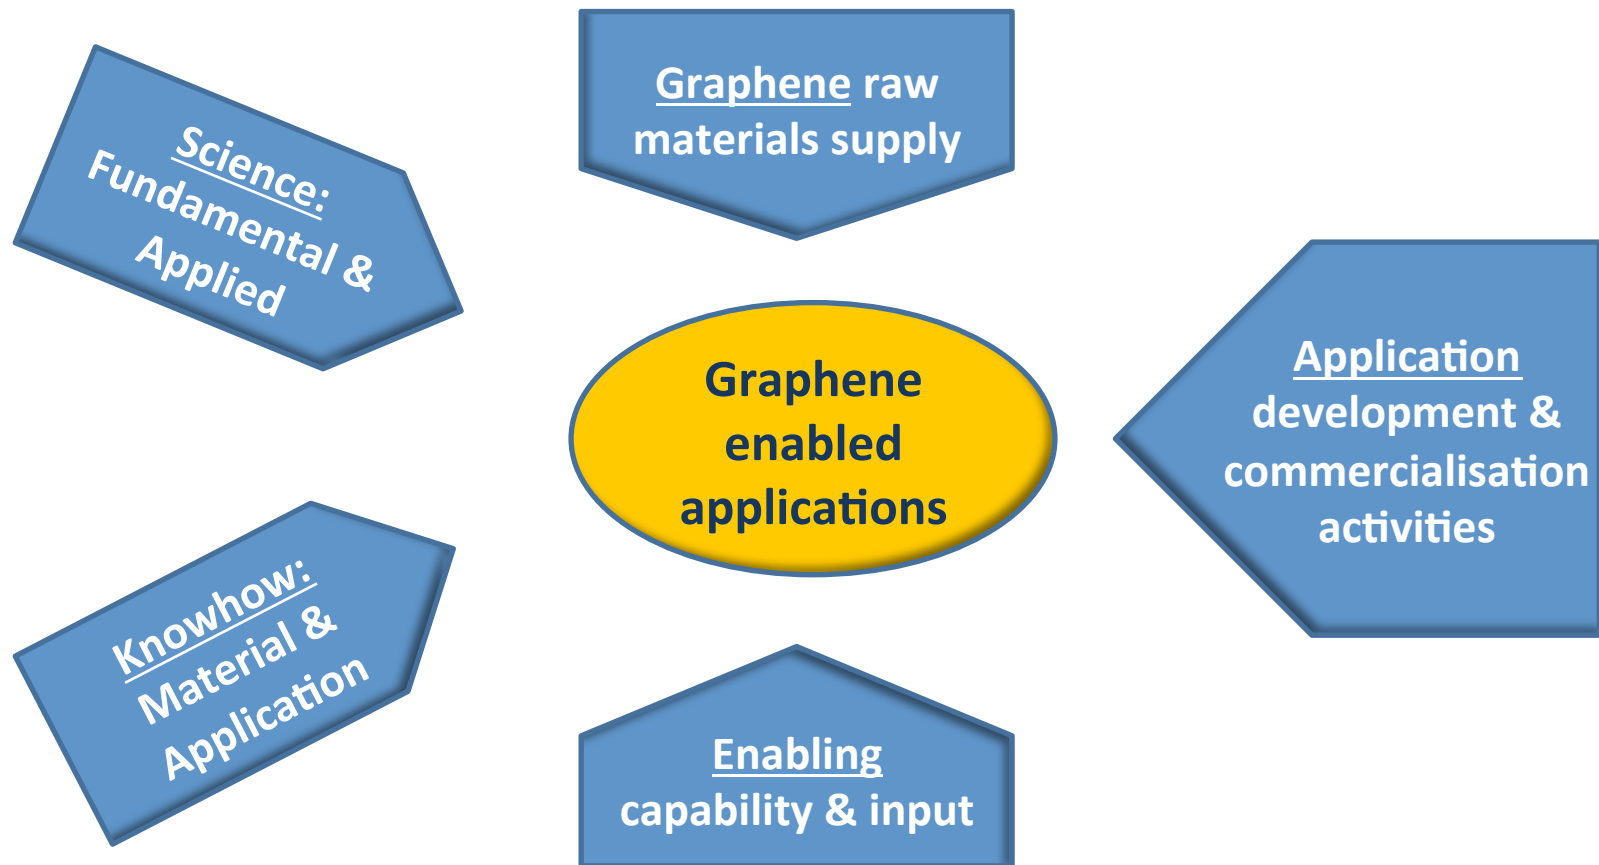 Graphene raw
materials supply
Science:
Fundamental &
Applied
Graphene
enabled
applications
Application
development &
commercialisation
activities
Knowhow:
Material &
Application
Enabling
capability & input